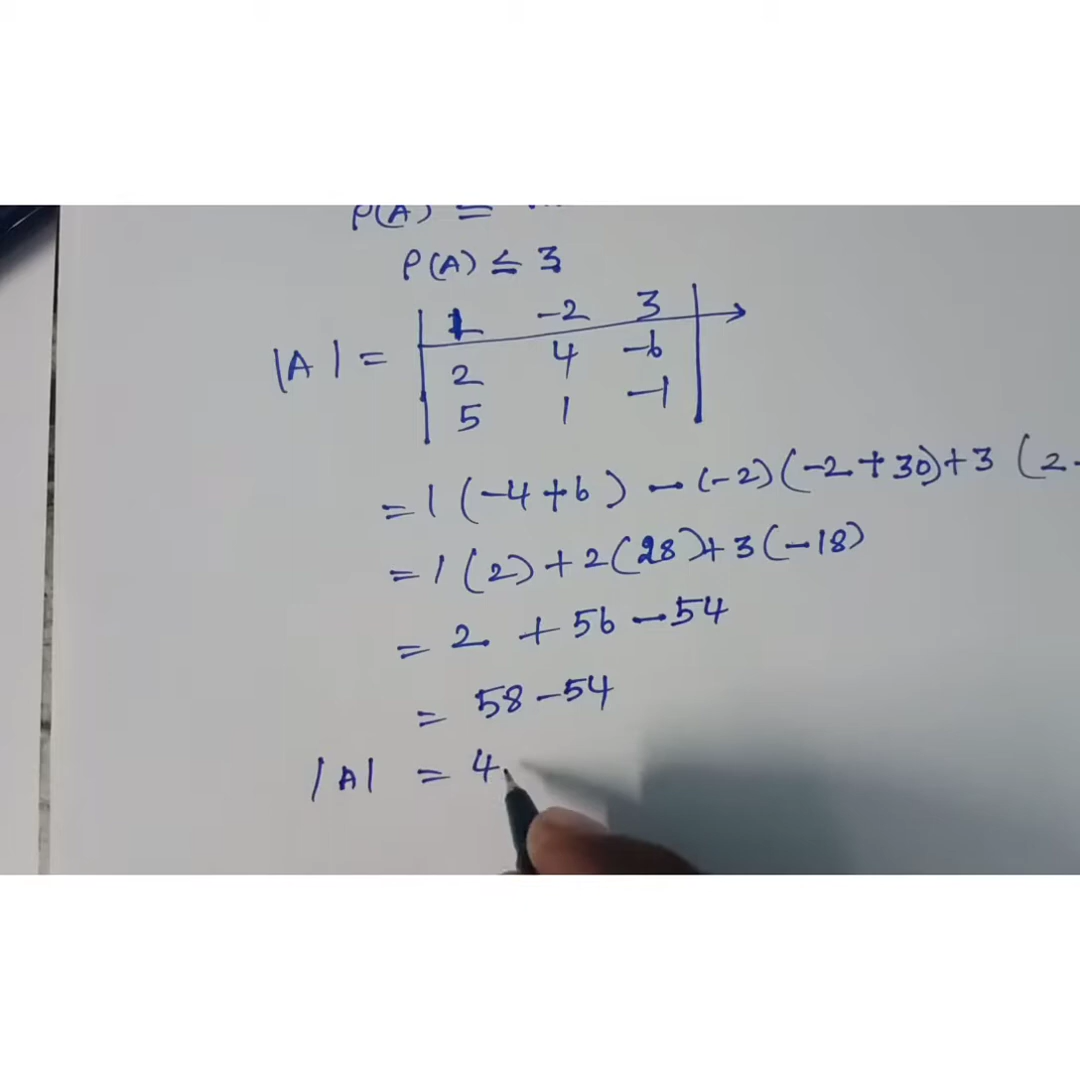 ρ(A) ≤
ρ(A) ≤ 3
|A| = | 1 -2 3 |
| 2 4 -6 |
| 5 1 -1 |
= 1 (-4+6) - (-2)(-2+30)+3 (2-
= 1 (2) + 2(28)+3(-18)
= 2 + 56 - 54
= 58 - 54
|A| = 4